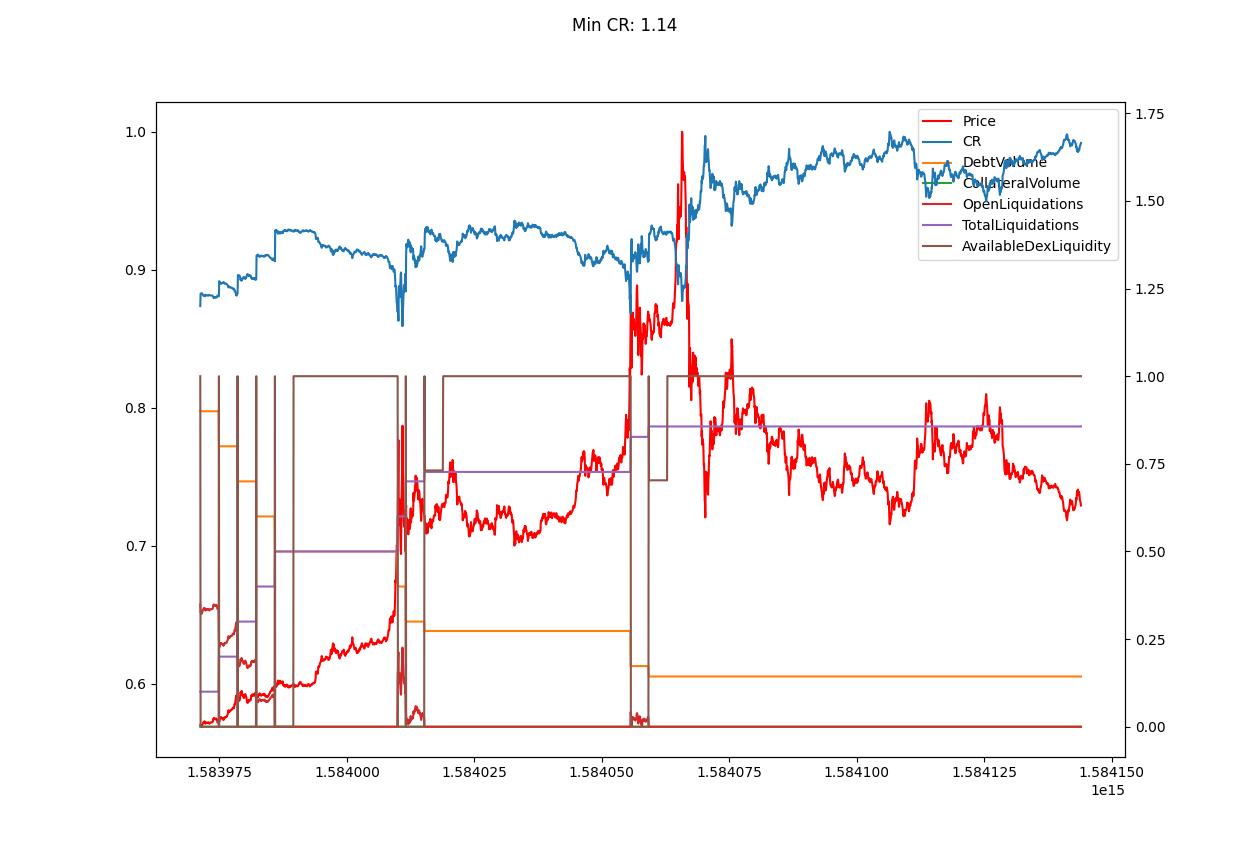 Min CR: 1.14
1.0
0.9
0.8
0.7
0.6
1.75
1.50
1.25
1.00
0.75
0.50
0.25
0.00
Price
CR
DebtVolume
CollateralVolume
OpenLiquidations
TotalLiquidations
AvailableDexLiquidity
1.583975 1.584000 1.584025 1.584050 1.584075 1.584100 1.584125 1.584150
1e15